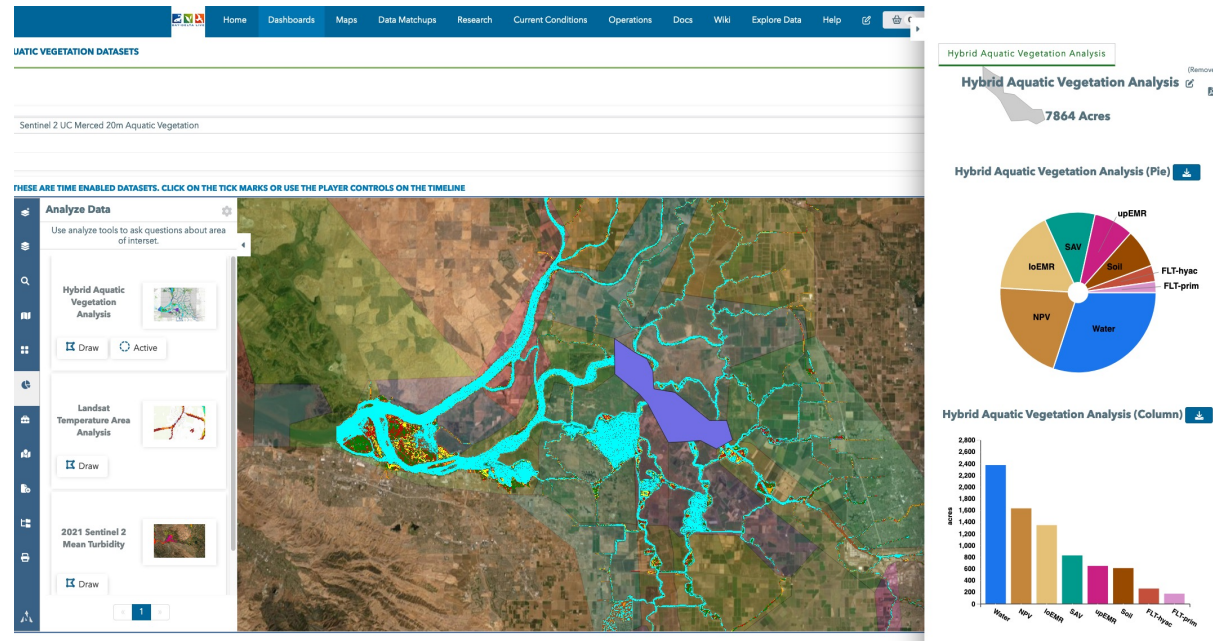 Home Dashboards Maps Data Matchups Research Current Conditions Operations Docs Wiki Explore Data Help
UATIC VEGETATION DATASETS
Sentinel 2 UC Merced 20m Aquatic Vegetation
THESE ARE TIME ENABLED DATASETS. CLICK ON THE TICK MARKS OR USE THE PLAYER CONTROLS ON THE TIMELINE
Analyze Data
Use analyze tools to ask questions about area
of interset.
Hybrid Aquatic
Vegetation
Analysis
Draw Active
Landsat
Temperature Area
Analysis
Draw
2021 Sentinel 2
Mean Turbidity
Draw
1
Hybrid Aquatic Vegetation Analysis
(Remove
Hybrid Aquatic Vegetation Analysis
7864 Acres
Hybrid Aquatic Vegetation Analysis (Pie)
upEMR
SAV
Soil
loEMR
FLT-hyac
FLT-prim
NPV
Water
Hybrid Aquatic Vegetation Analysis (Column)
2,800
2,600
2,400
2,200
2,000
1,800
1,600
1,400
1,200
1,000
800
600
400
200
0
acres
Water NPV loEMR SAV upEMR Soil FLT-hyac FLT-prim